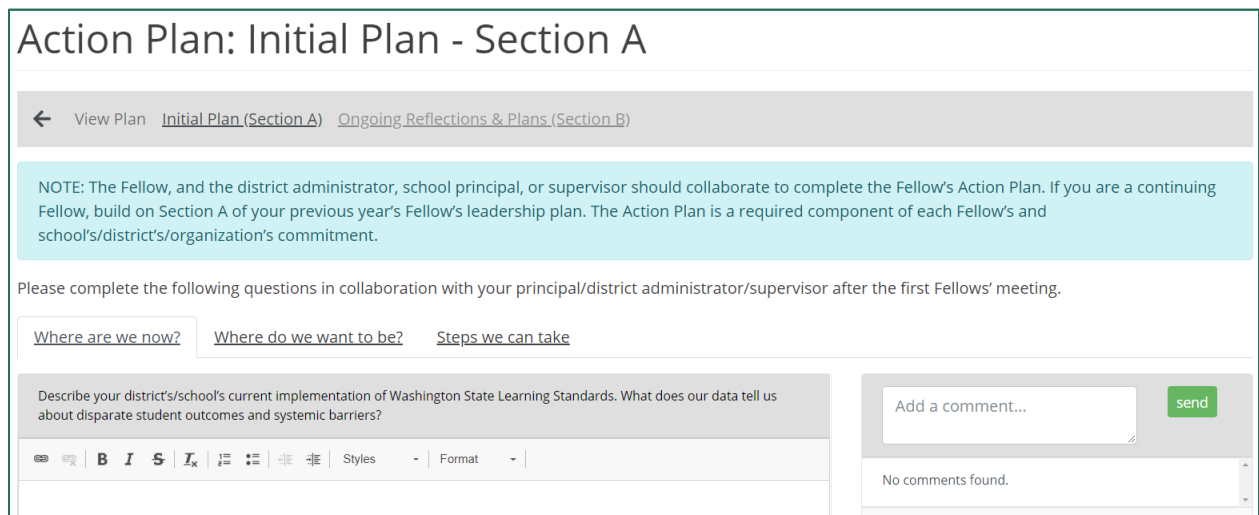 Action Plan: Initial Plan - Section A
View Plan Initial Plan (Section A) Ongoing Reflections & Plans (Section B)
NOTE: The Fellow, and the district administrator, school principal, or supervisor should collaborate to complete the Fellow’s Action Plan. If you are a continuing
Fellow, build on Section A of your previous year’s Fellow’s leadership plan. The Action Plan is a required component of each Fellow’s and
school’s/district’s/organization’s commitment.
Please complete the following questions in collaboration with your principal/district administrator/supervisor after the first Fellows’ meeting.
Where are we now? Where do we want to be? Steps we can take
Describe your district’s/school’s current implementation of Washington State Learning Standards. What does our data tell us
about disparate student outcomes and systemic barriers?
Add a comment...
send
B I S Ix Styles Format
No comments found.